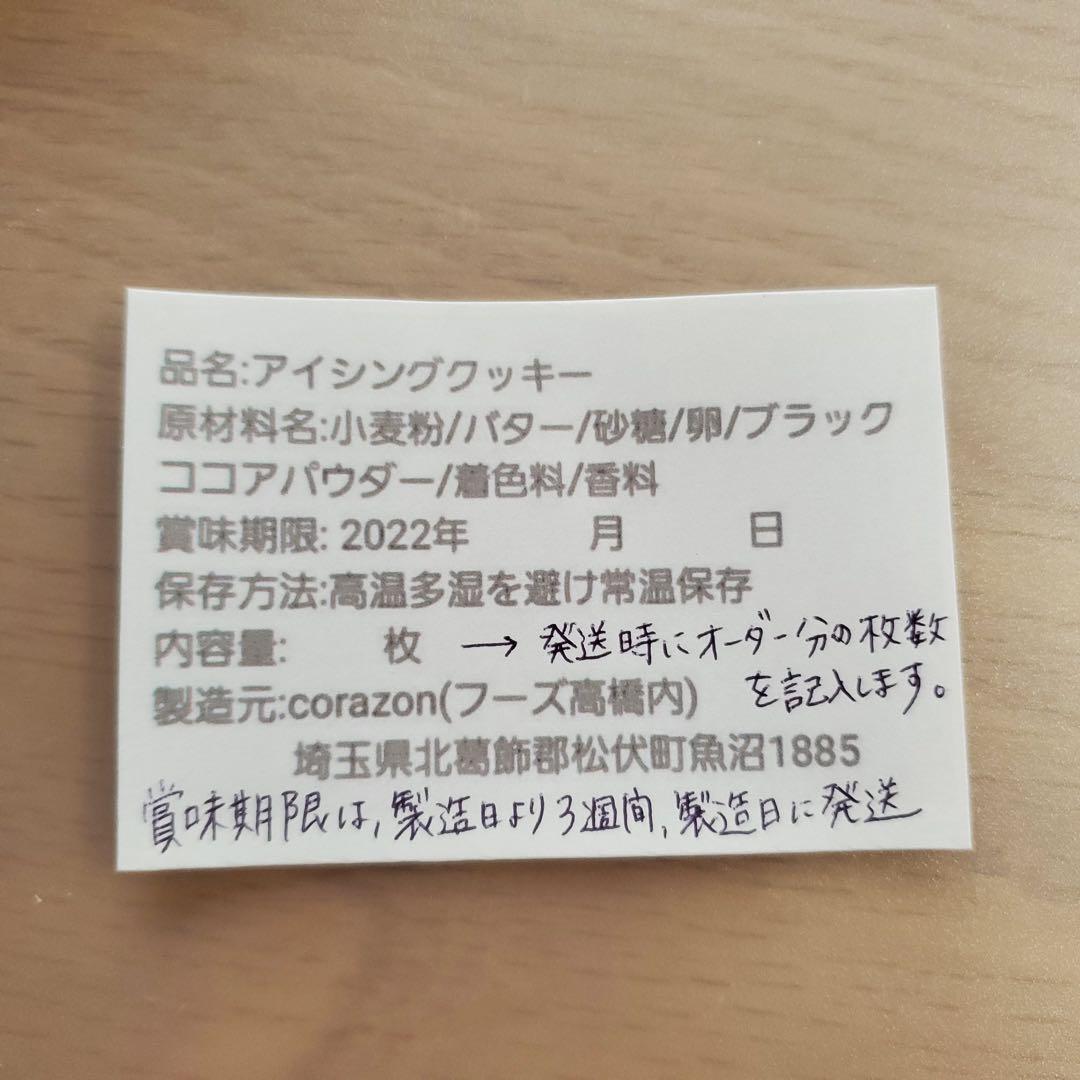 品名:アイシングクッキー
原材料名:小麦粉/バター/砂糖/卵/ブラック
ココアパウダー/着色料/香料
賞味期限: 2022年 月 日
保存方法:高温多湿を避け常温保存
内容量: 枚 → 発送時にオーダー分の枚数
を記入します。
製造元:corazon(フーズ高橋内)
埼玉県北葛飾郡松伏町魚沼1885
賞味期限は,製造日より3週間,製造日に発送